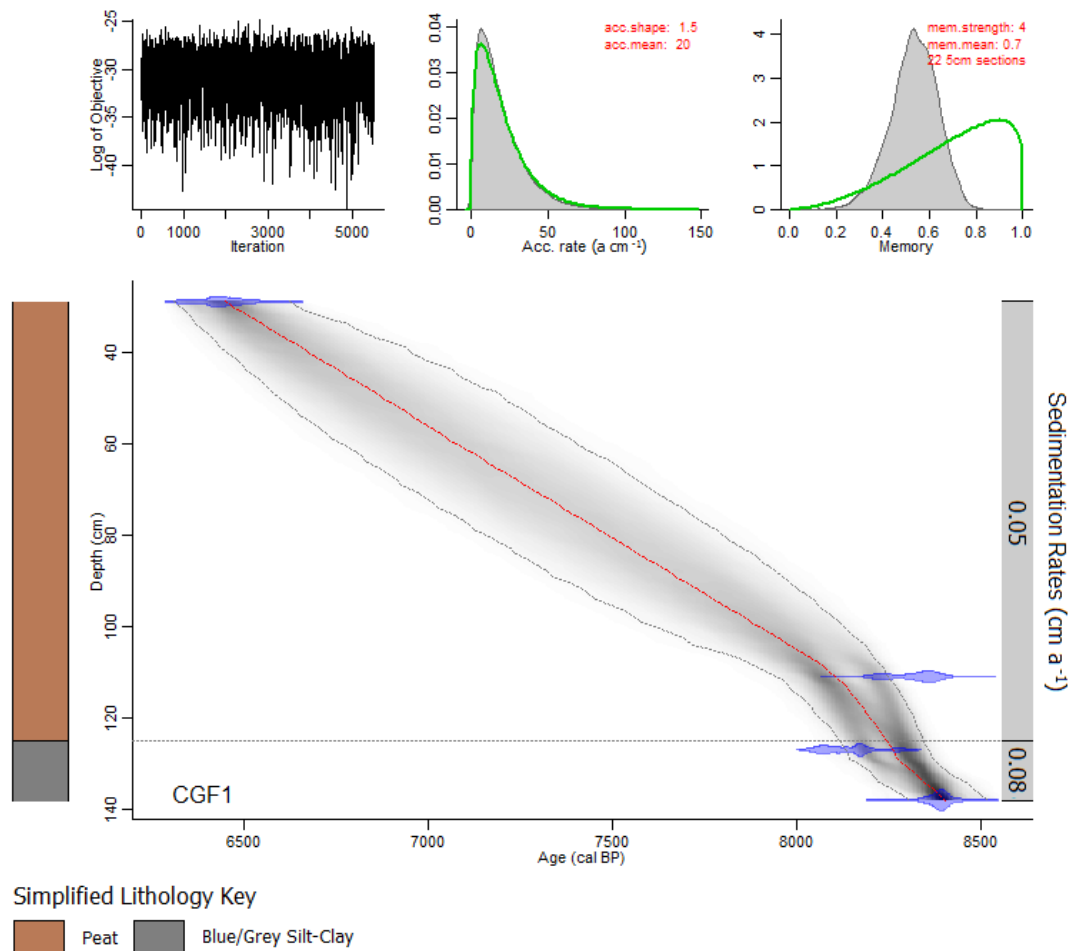 -25
-30
-35
-40
Log of Objective
0
1000
3000
5000
Iteration
0.04
0.03
0.01
0.00
Acc. rate (a cm⁻¹)
0
50
100
150
acc.shape: 1.5
acc.mean: 20
4
3
2
1
0
0.0
0.2
0.4
0.6
0.8
1.0
Memory
mem.strength: 4
mem.mean: 0.7
22 5cm sections
40
60
80
100
120
140
Depth (cm)
CGF1
6500
7000
7500
8000
8500
Age (cal BP)
0.05
0.08
Sedimentation Rates (cm a⁻¹)
Simplified Lithology Key
Peat
Blue/Grey Silt-Clay